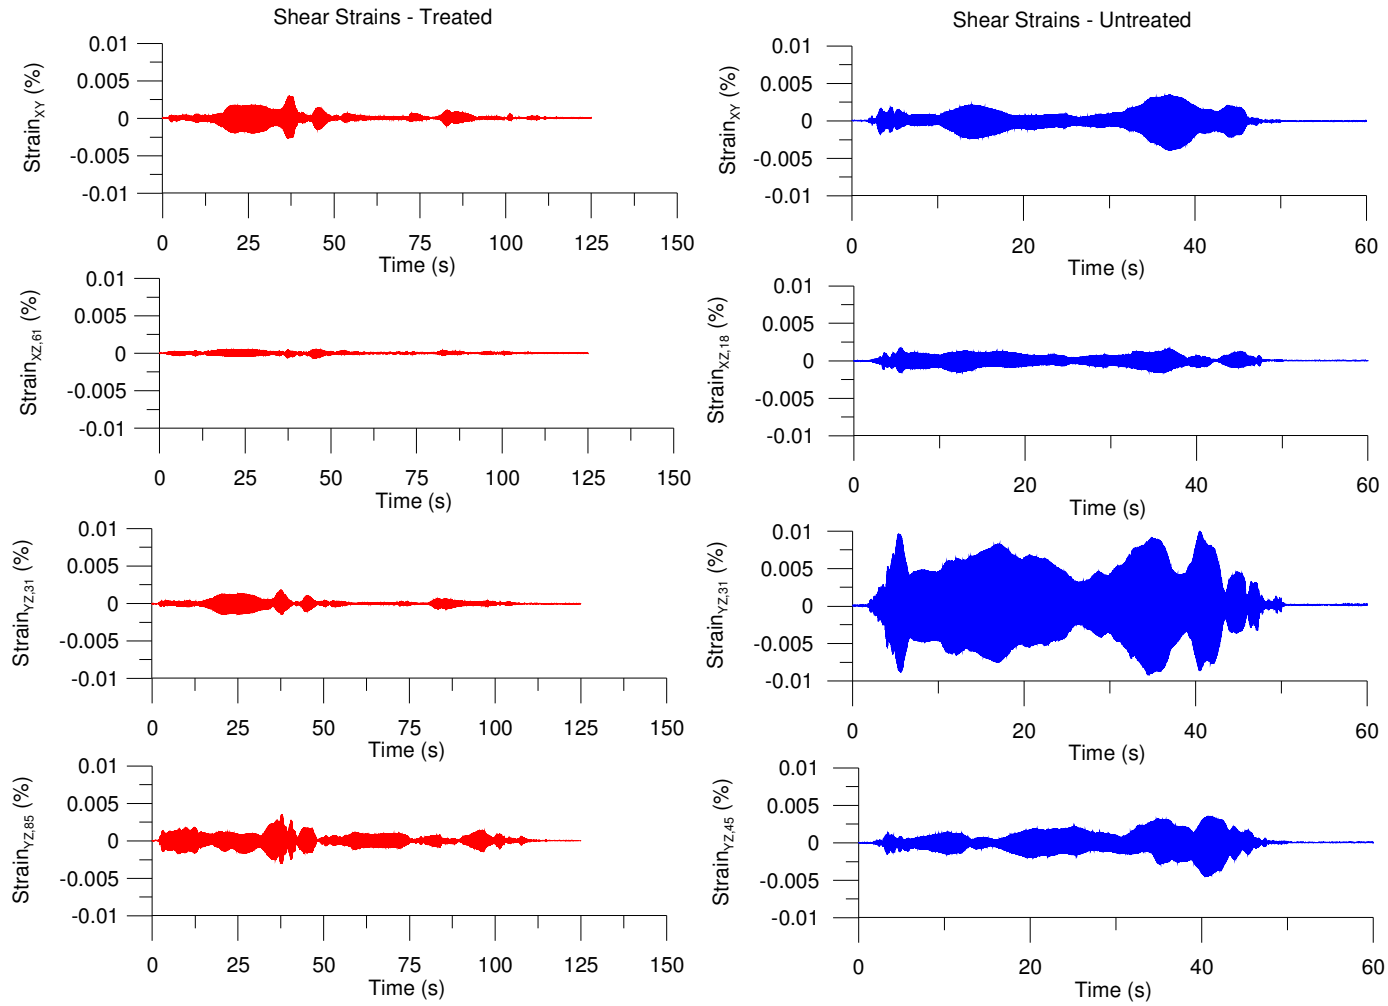 Shear Strains - Treated
0.01
0.005
0
-0.005
-0.01
Strain_XY (%)
0 25 50 75 100 125 150
Time (s)
0.01
0.005
0
-0.005
-0.01
Strain_XZ,61 (%)
0 25 50 75 100 125 150
Time (s)
0.01
0.005
0
-0.005
-0.01
Strain_YZ,31 (%)
0 25 50 75 100 125 150
Time (s)
0.01
0.005
0
-0.005
-0.01
Strain_YZ,85 (%)
0 25 50 75 100 125 150
Time (s)
Shear Strains - Untreated
0.01
0.005
0
-0.005
-0.01
Strain_XY (%)
0 20 40 60
Time (s)
0.01
0.005
0
-0.005
-0.01
Strain_XZ,18 (%)
0 20 40 60
Time (s)
0.01
0.005
0
-0.005
-0.01
Strain_YZ,31 (%)
0 20 40 60
Time (s)
0.01
0.005
0
-0.005
-0.01
Strain_YZ,45 (%)
0 20 40 60
Time (s)